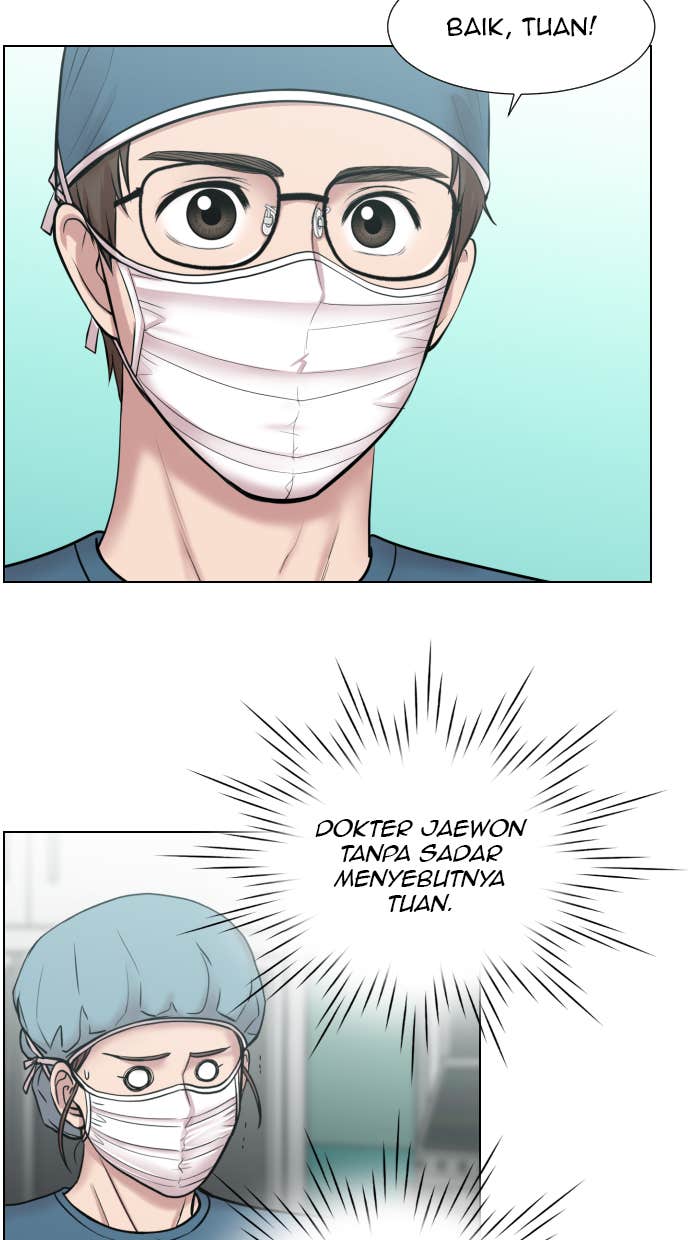 BAIK, TUAN!
DOKTER JAEWON
TANPA SADAR
MENYEBUTNYA
TUAN.